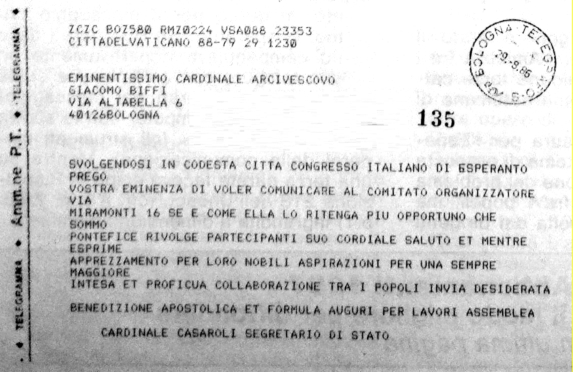 ZCZC BOZ580 RMZ0224 VSA088 23353
CITTADELVATICANO 88-79 29 1230
EMINENTISSIMO CARDINALE ARCIVESCOVO
GIACOMO BIFFI
VIA ALTABELLA 6
40126BOLOGNA
BOLOGNA TELEGRAFO
29.-8.86
135
SVOLGENDOSI IN CODESTA CITTA CONGRESSO ITALIANO DI ESPERANTO
PREGO
VOSTRA EMINENZA DI VOLER COMUNICARE AL COMITATO ORGANIZZATORE
VIA
MIRAMONTI 16 SE E COME ELLA LO RITENGA PIU OPPORTUNO CHE
SOMMO
PONTEFICE RIVOLGE PARTECIPANTI SUO CORDIALE SALUTO ET MENTRE
ESPRIME
APPREZZAMENTO PER LORO NOBILI ASPIRAZIONI PER UNA SEMPRE
MAGGIORE
INTESA ET PROFICUA COLLABORAZIONE TRA I POPOLI INVIA DESIDERATA
BENEDIZIONE APOSTOLICA ET FORMULA AUGURI PER LAVORI ASSEMBLEA
CARDINALE CASAROLI SEGRETARIO DI STATO
TELEGRAMMA ♦ Amm.ne P.T. ♦ TELEGRAMMA